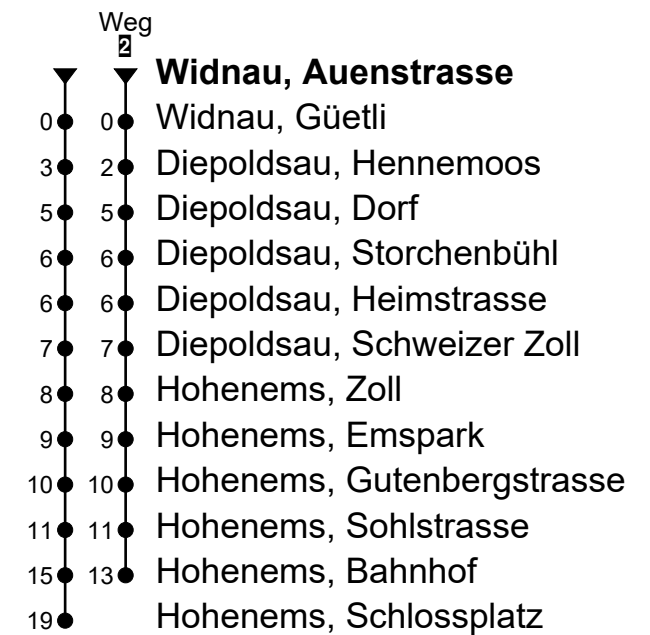 Weg
2
Widnau, Auenstrasse
0 0 Widnau, Güetli
3 2 Diepoldsau, Hennemoos
5 5 Diepoldsau, Dorf
6 6 Diepoldsau, Storchenbühl
6 6 Diepoldsau, Heimstrasse
7 7 Diepoldsau, Schweizer Zoll
8 8 Hohenems, Zoll
9 9 Hohenems, Emspark
10 10 Hohenems, Gutenbergstrasse
11 11 Hohenems, Sohlstrasse
15 13 Hohenems, Bahnhof
19 Hohenems, Schlossplatz